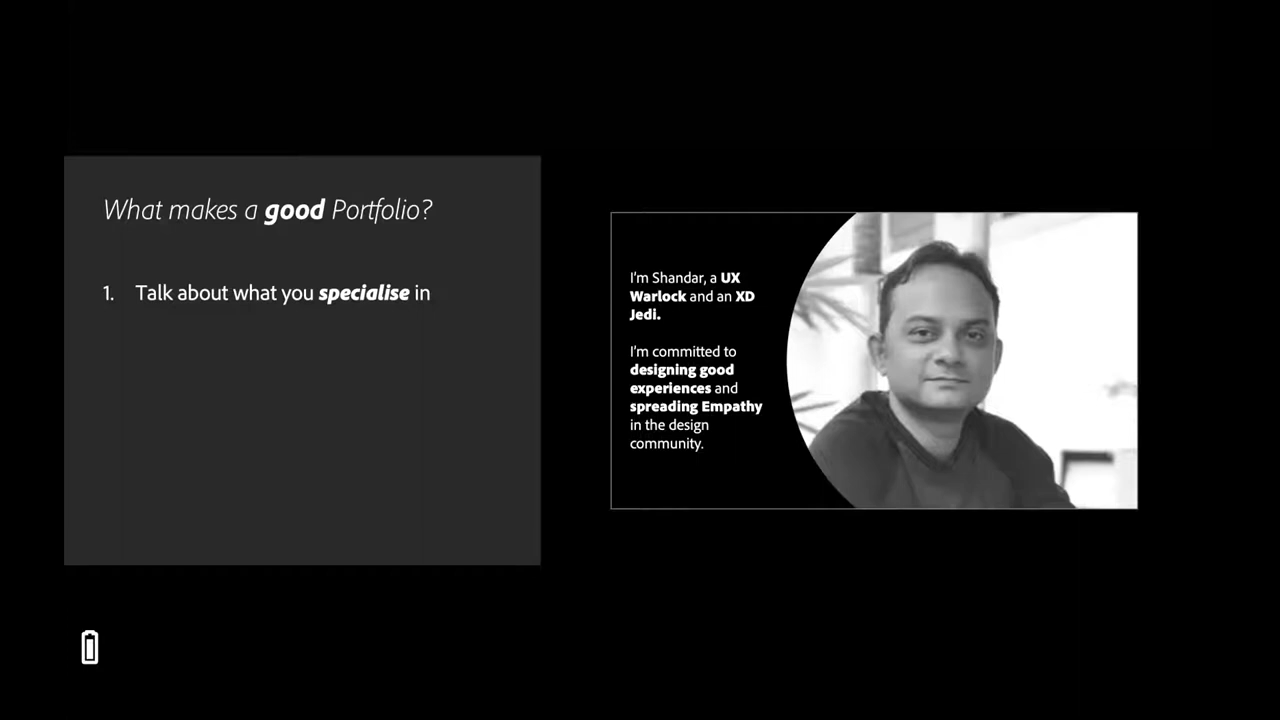 What makes a good Portfolio?
1. Talk about what you specialise in
I'm Shandar, a UX
Warlock and an XD
Jedi.
I'm committed to
designing good
experiences and
spreading Empathy
in the design
community.